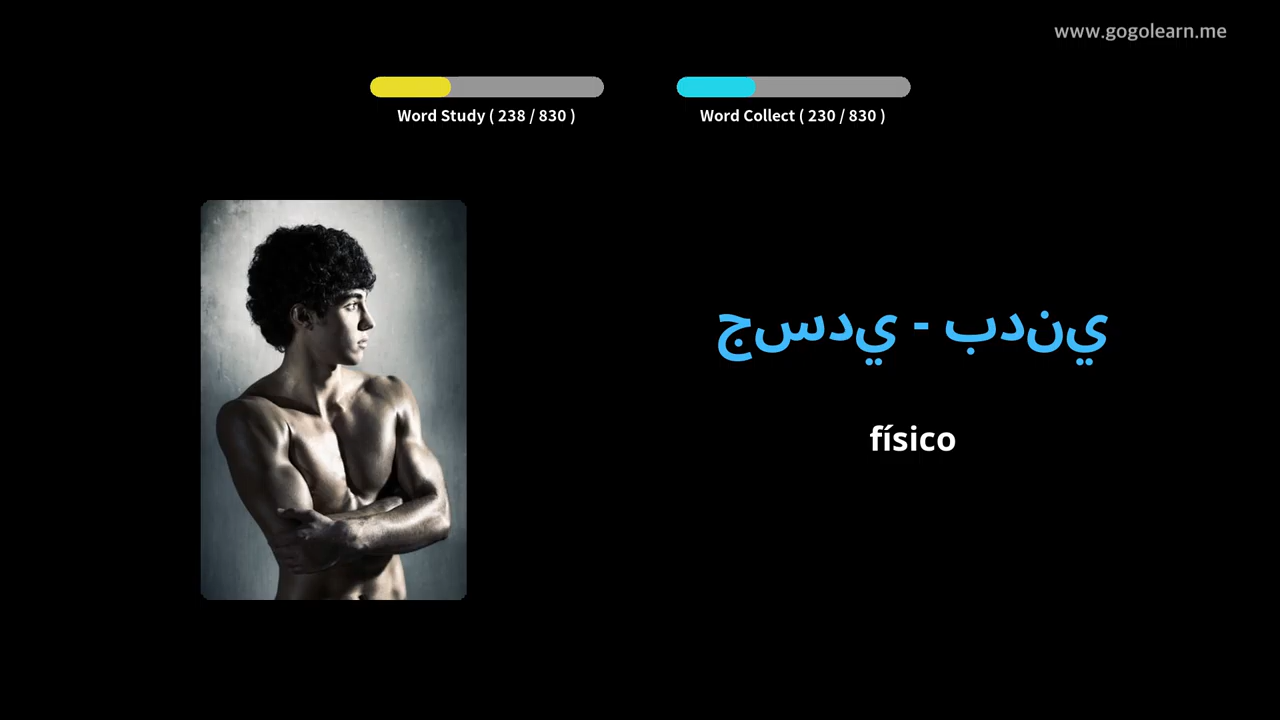 www.gogolearn.me
Word Study ( 238 / 830 )
Word Collect ( 230 / 830 )
جسدي - بدني
físico